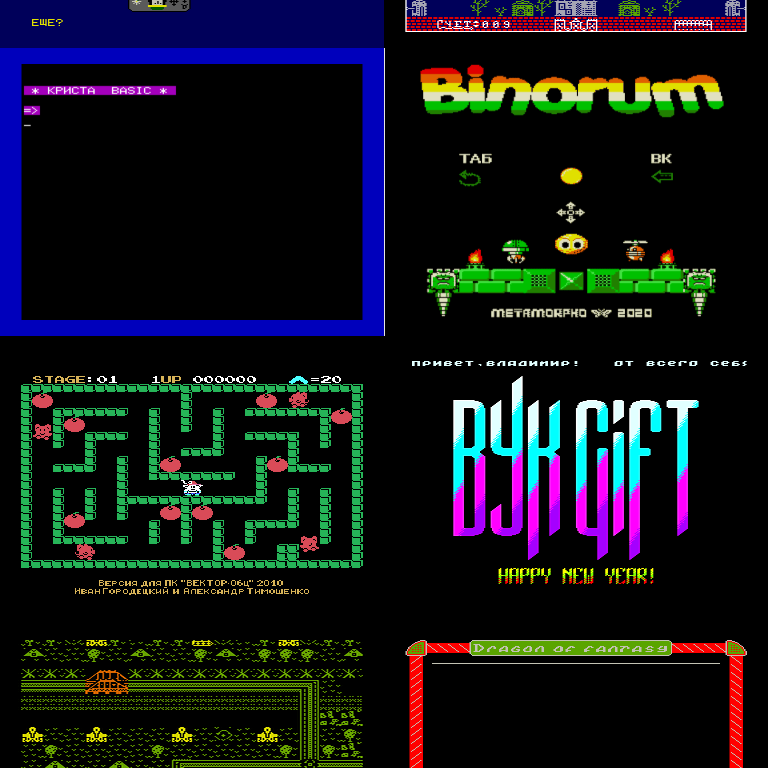 ЕЩЕ?
СЧЕТ:009
* КРИСТА BASIC *
=>
Binorum
ТАБ
ВК
METAMORPHO 2020
STAGE:01 1UP 000000 =20
ВЕРСИЯ ДЛЯ ПК "ВЕКТОР-06Ц" 2010
ИВАН ГОРОДЕЦКИЙ И АЛЕКСАНДР ТИМОШЕНКО
ПРИВЕТ,ВЛАДИМИР! ОТ ВСЕГО СЕБЯ
BYK GiFT
HAPPY NEW YEAR!
DRAGON OF FANTASY